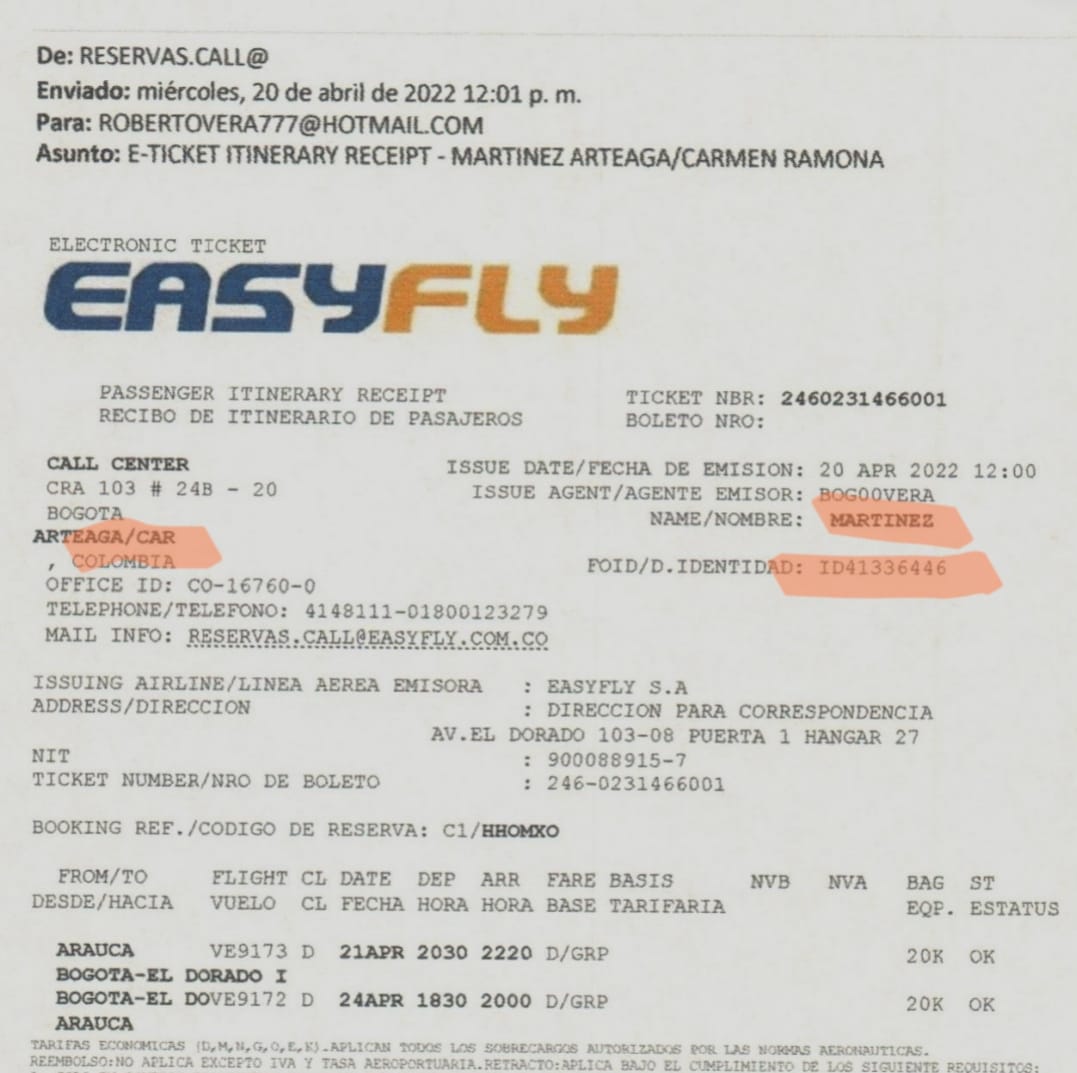 De: RESERVAS.CALL@
Enviado: miércoles, 20 de abril de 2022 12:01 p. m.
Para: ROBERTOVERA777@HOTMAIL.COM
Asunto: E-TICKET ITINERARY RECEIPT - MARTINEZ ARTEAGA/CARMEN RAMONA
ELECTRONIC TICKET
EASYFLY
PASSENGER ITINERARY RECEIPT TICKET NBR: 2460231466001
RECIBO DE ITINERARIO DE PASAJEROS BOLETO NRO:
CALL CENTER ISSUE DATE/FECHA DE EMISION: 20 APR 2022 12:00
CRA 103 # 24B - 20 ISSUE AGENT/AGENTE EMISOR: BOG00VERA
BOGOTA NAME/NOMBRE: MARTINEZ
ARTEAGA/CAR
, COLOMBIA FOID/D.IDENTIDAD: ID41336446
OFFICE ID: CO-16760-0
TELEPHONE/TELEFONO: 4148111-01800123279
MAIL INFO: RESERVAS.CALL@EASYFLY.COM.CO
ISSUING AIRLINE/LINEA AEREA EMISORA : EASYFLY S.A
ADDRESS/DIRECCION : DIRECCION PARA CORRESPONDENCIA
AV.EL DORADO 103-08 PUERTA 1 HANGAR 27
NIT : 900088915-7
TICKET NUMBER/NRO DE BOLETO : 246-0231466001
BOOKING REF./CODIGO DE RESERVA: C1/HHOMXO
FROM/TO FLIGHT CL DATE DEP ARR FARE BASIS NVB NVA BAG ST
DESDE/HACIA VUELO CL FECHA HORA HORA BASE TARIFARIA EQP. ESTATUS
ARAUCA VE9173 D 21APR 2030 2220 D/GRP 20K OK
BOGOTA-EL DORADO I
BOGOTA-EL DOVE9172 D 24APR 1830 2000 D/GRP 20K OK
ARAUCA
TARIFAS ECONOMICAS (D,M,N,G,O,E,K).APLICAN TODOS LOS SOBRECARGOS AUTORIZADOS POR LAS NORMAS AERONAUTICAS.
REEMBOLSO:NO APLICA EXCEPTO IVA Y TASA AEROPORTUARIA.RETRACTO:APLICA BAJO EL CUMPLIMIENTO DE LOS SIGUIENTE REQUISITOS: